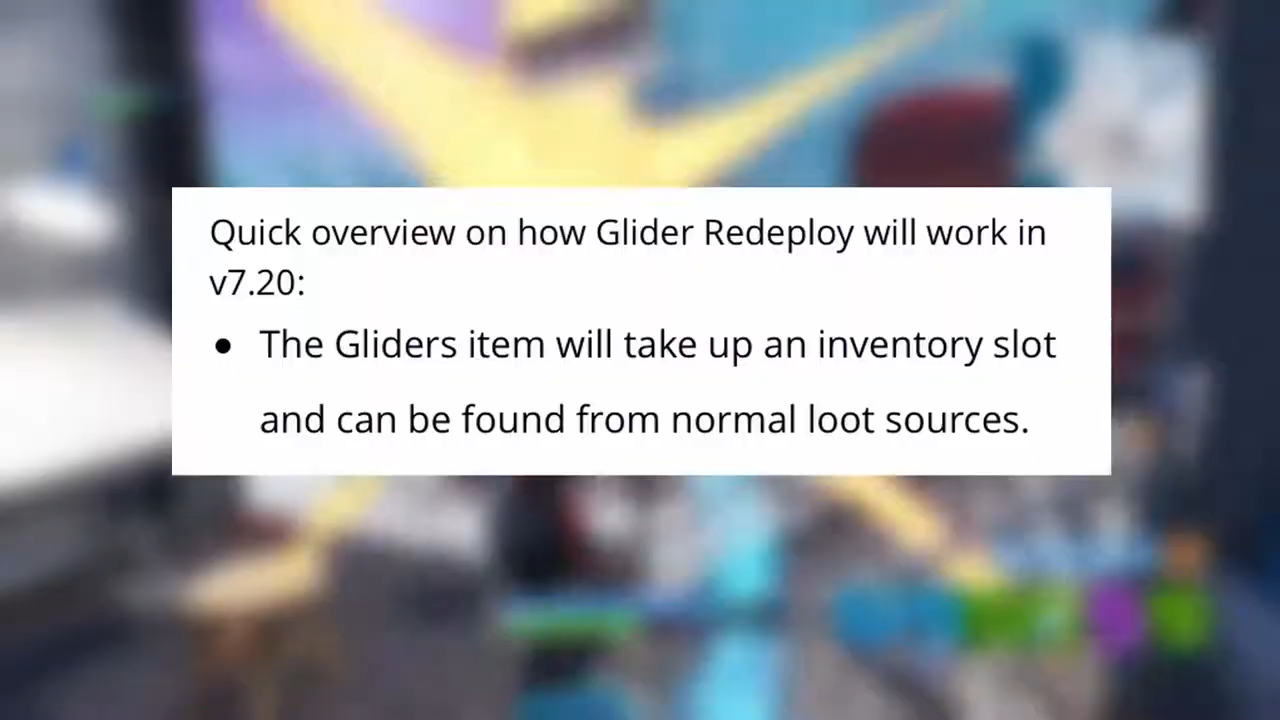 Quick overview on how Glider Redeploy will work in
v7.20:
● The Gliders item will take up an inventory slot
and can be found from normal loot sources.